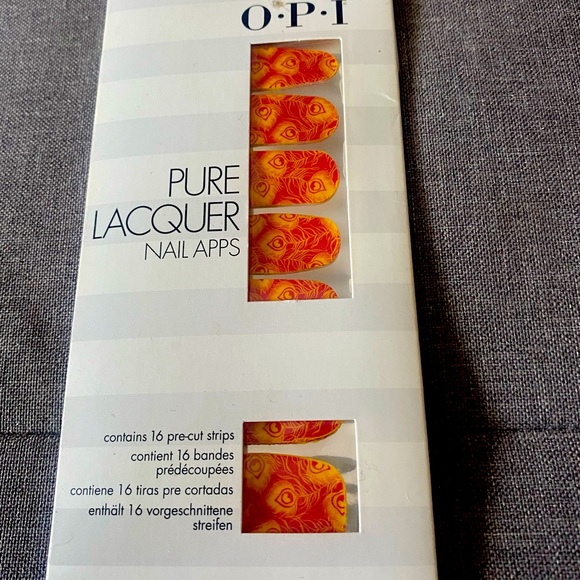 O·P·I
PURE
LACQUER
NAIL APPS
contains 16 pre-cut strips
contient 16 bandes
prédécoupées
contiene 16 tiras pre cortadas
enthält 16 vorgeschnittene
streifen